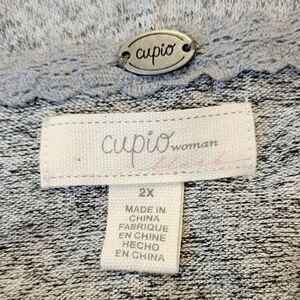 cupio
cupio woman
blush
2X
MADE IN
CHINA
FABRIQUE
EN CHINE
HECHO
EN CHINA